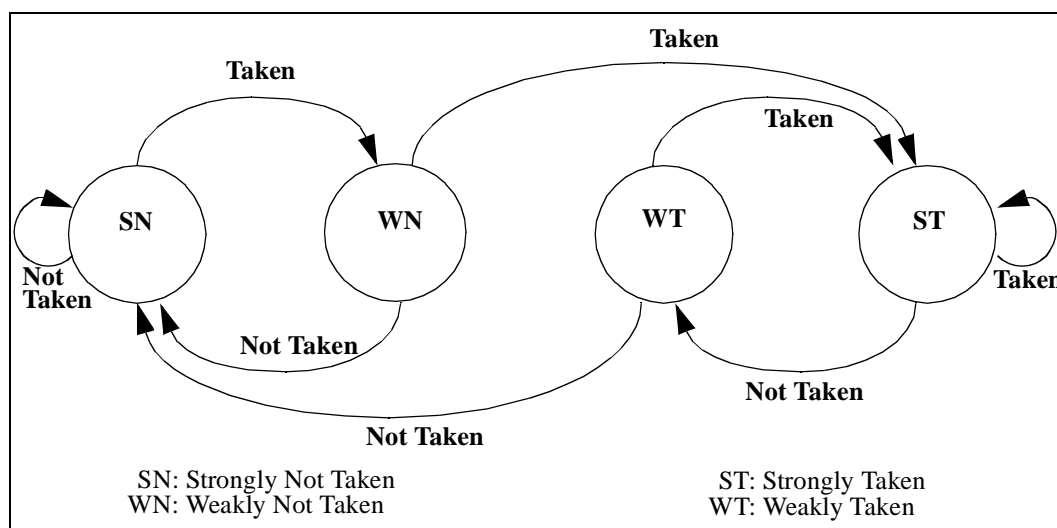 Taken
Taken
Taken
SN
WN
WT
ST
Not
Taken
Taken
Not Taken
Not Taken
Not Taken
SN: Strongly Not Taken
WN: Weakly Not Taken
ST: Strongly Taken
WT: Weakly Taken